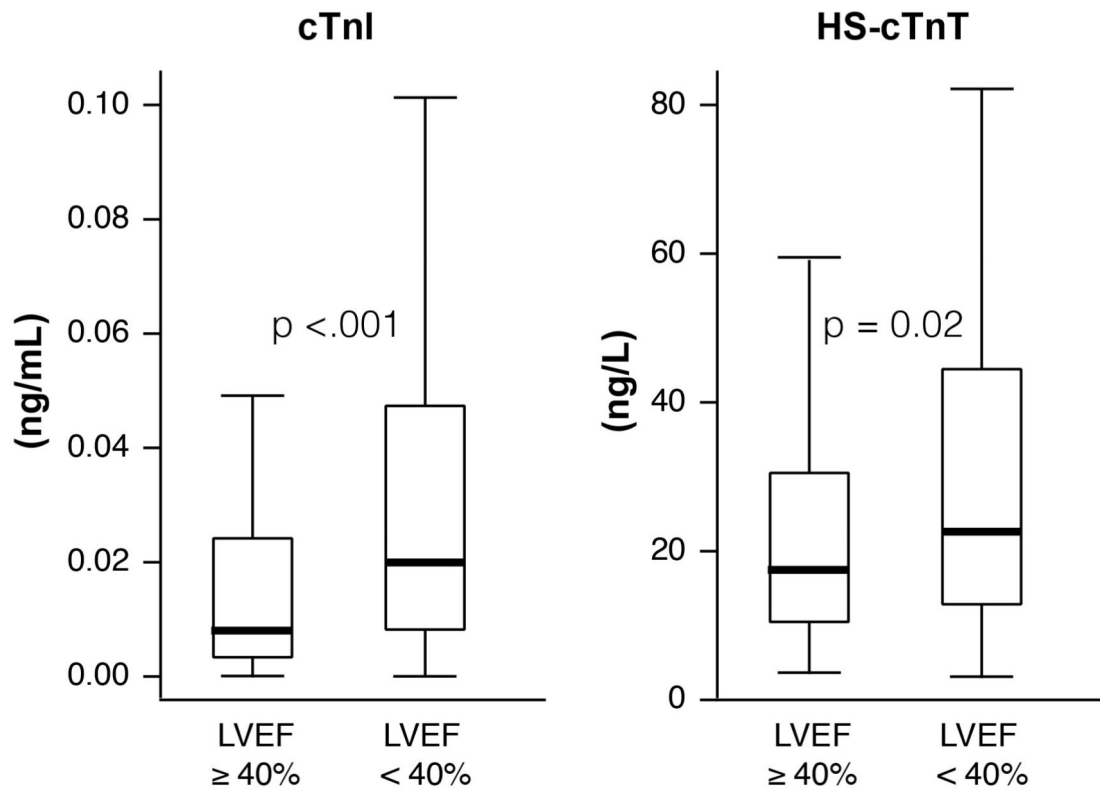 cTnI
0.10
0.08
0.06
0.04
0.02
0.00
(ng/mL)
p <.001
LVEF
≥ 40%
LVEF
< 40%
HS-cTnT
80
60
40
20
0
(ng/L)
p = 0.02
LVEF
≥ 40%
LVEF
< 40%